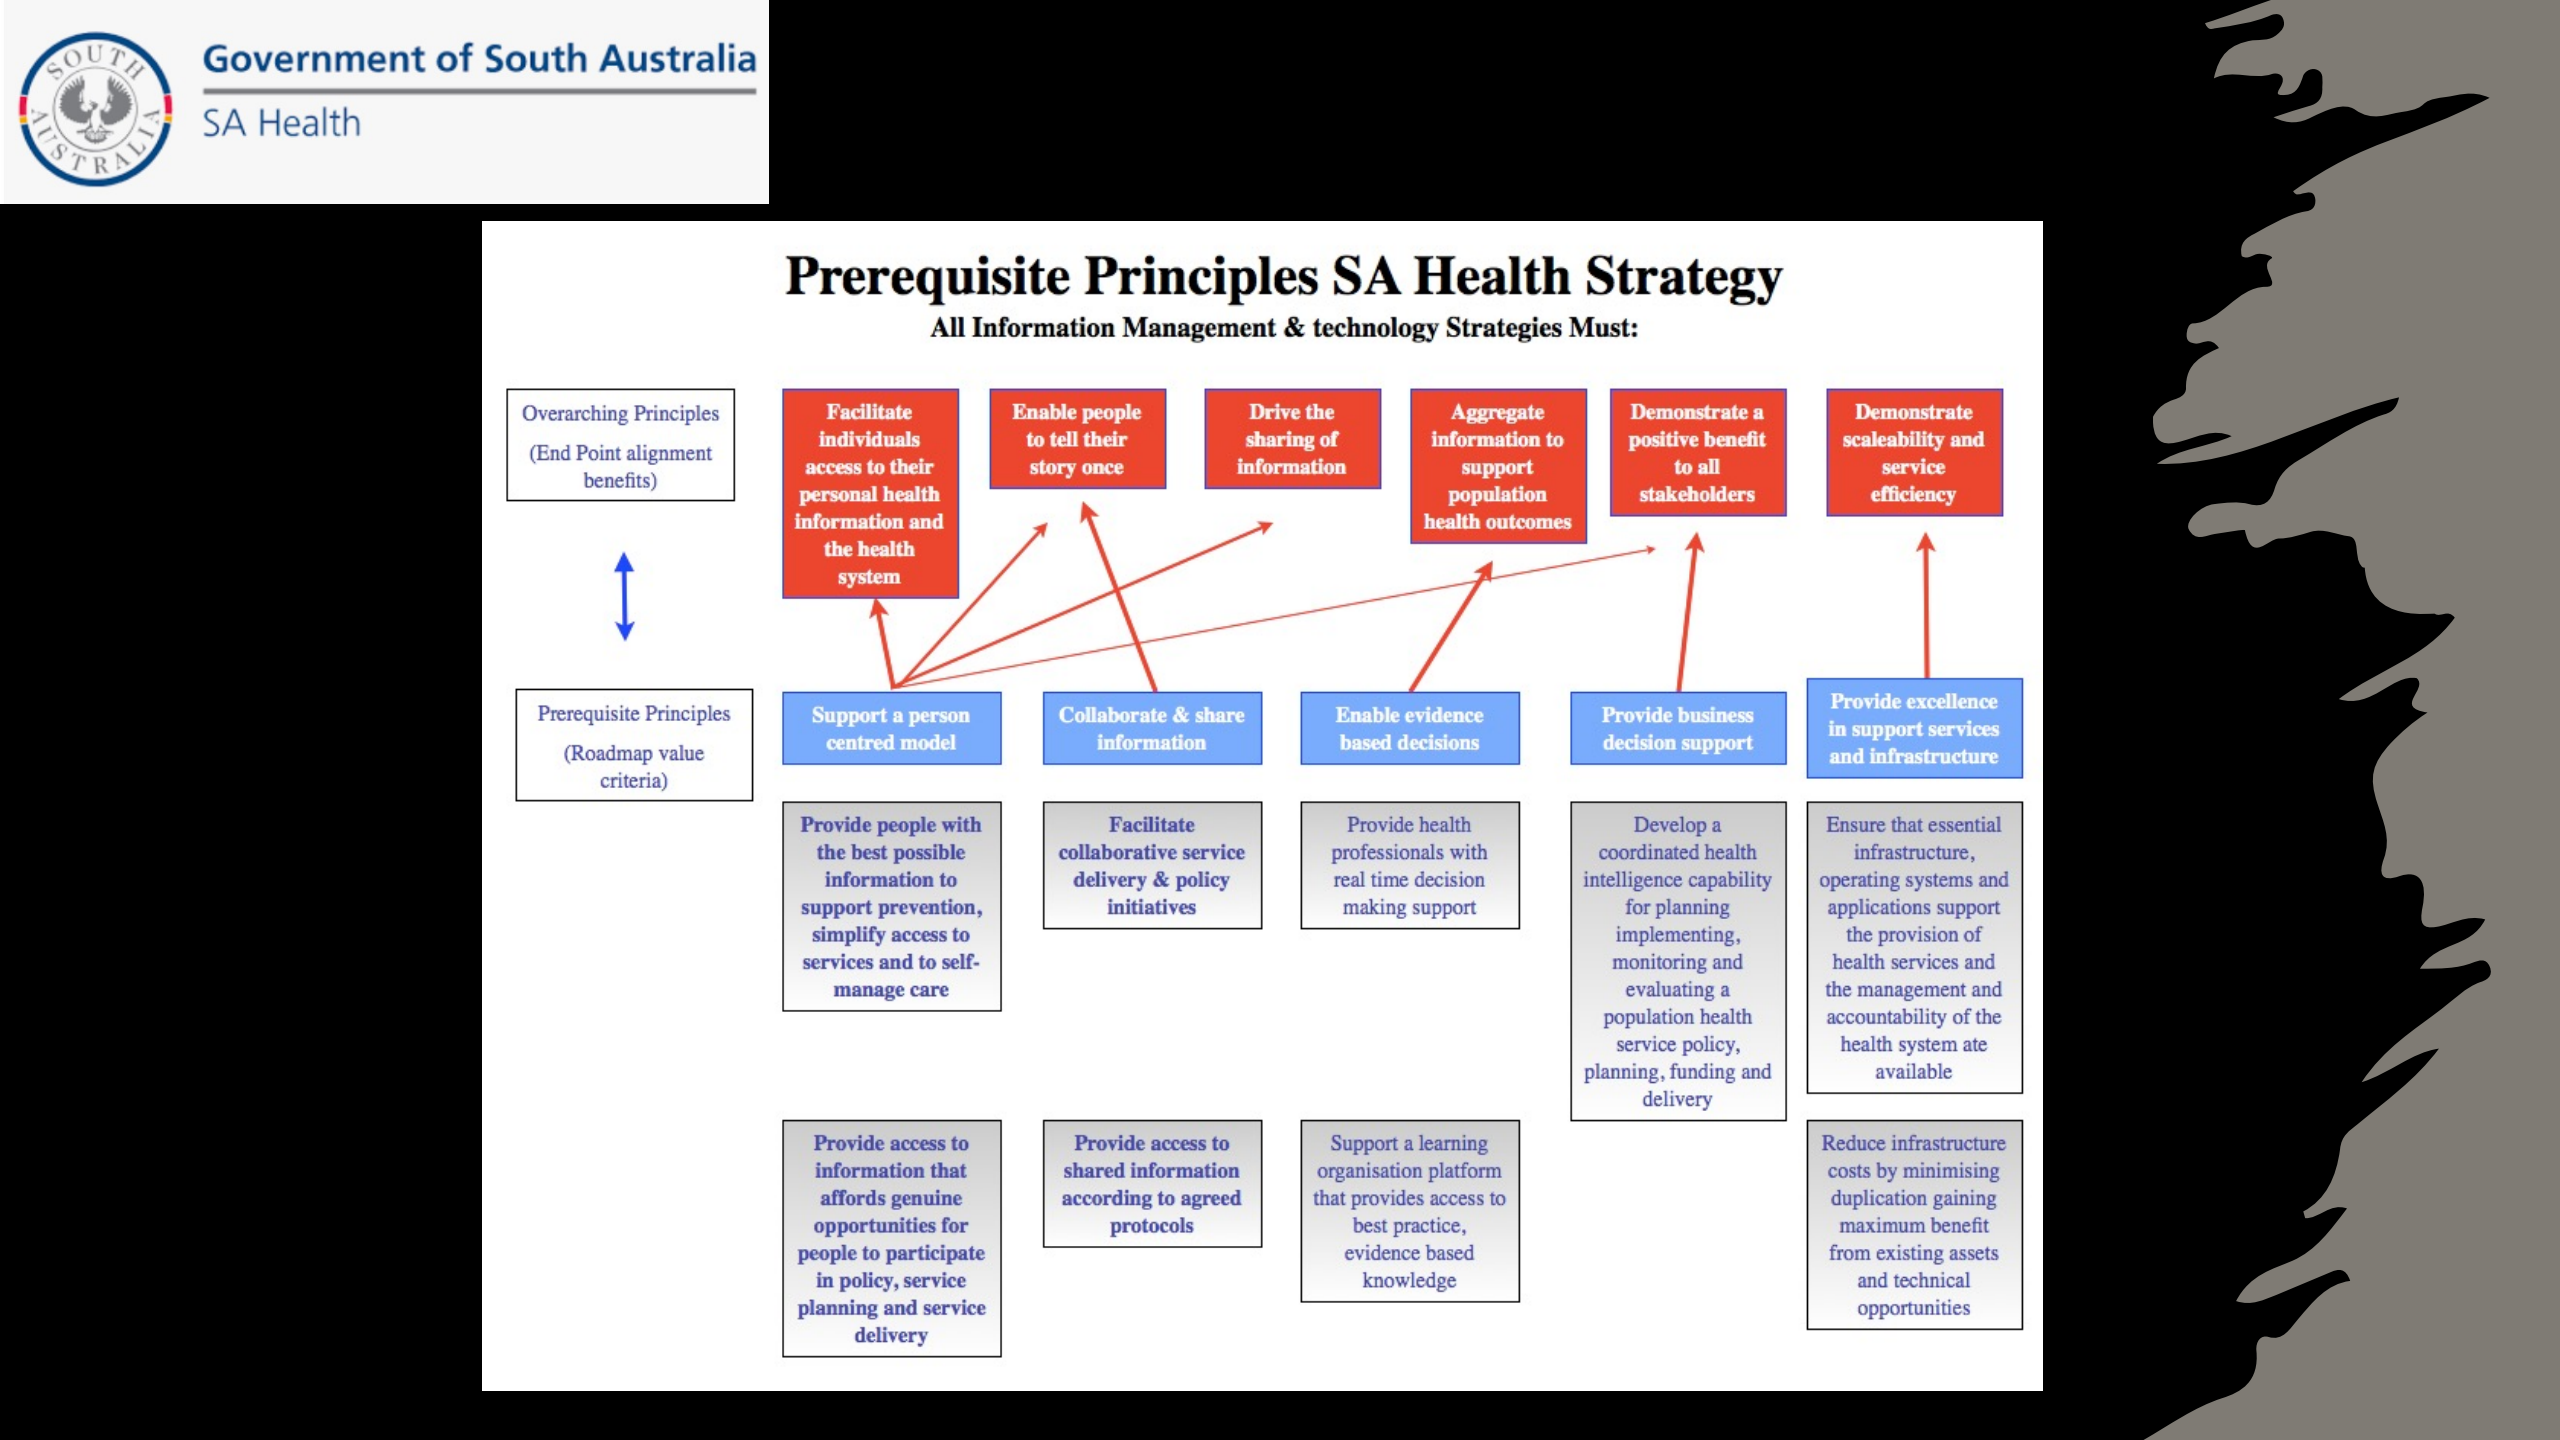 SOUTH
AUSTRALIA
Government of South Australia
SA Health
Prerequisite Principles SA Health Strategy
All Information Management & technology Strategies Must:
Overarching Principles
(End Point alignment
benefits)
Facilitate
individuals
access to their
personal health
information and
the health
system
Enable people
to tell their
story once
Drive the
sharing of
information
Aggregate
information to
support
population
health outcomes
Demonstrate a
positive benefit
to all
stakeholders
Demonstrate
scaleability and
service
efficiency
Prerequisite Principles
(Roadmap value
criteria)
Support a person
centred model
Collaborate & share
information
Enable evidence
based decisions
Provide business
decision support
Provide excellence
in support services
and infrastructure
Provide people with
the best possible
information to
support prevention,
simplify access to
services and to self-
manage care
Facilitate
collaborative service
delivery & policy
initiatives
Provide health
professionals with
real time decision
making support
Develop a
coordinated health
intelligence capability
for planning
implementing,
monitoring and
evaluating a
population health
service policy,
planning, funding and
delivery
Ensure that essential
infrastructure,
operating systems and
applications support
the provision of
health services and
the management and
accountability of the
health system ate
available
Provide access to
information that
affords genuine
opportunities for
people to participate
in policy, service
planning and service
delivery
Provide access to
shared information
according to agreed
protocols
Support a learning
organisation platform
that provides access to
best practice,
evidence based
knowledge
Reduce infrastructure
costs by minimising
duplication gaining
maximum benefit
from existing assets
and technical
opportunities